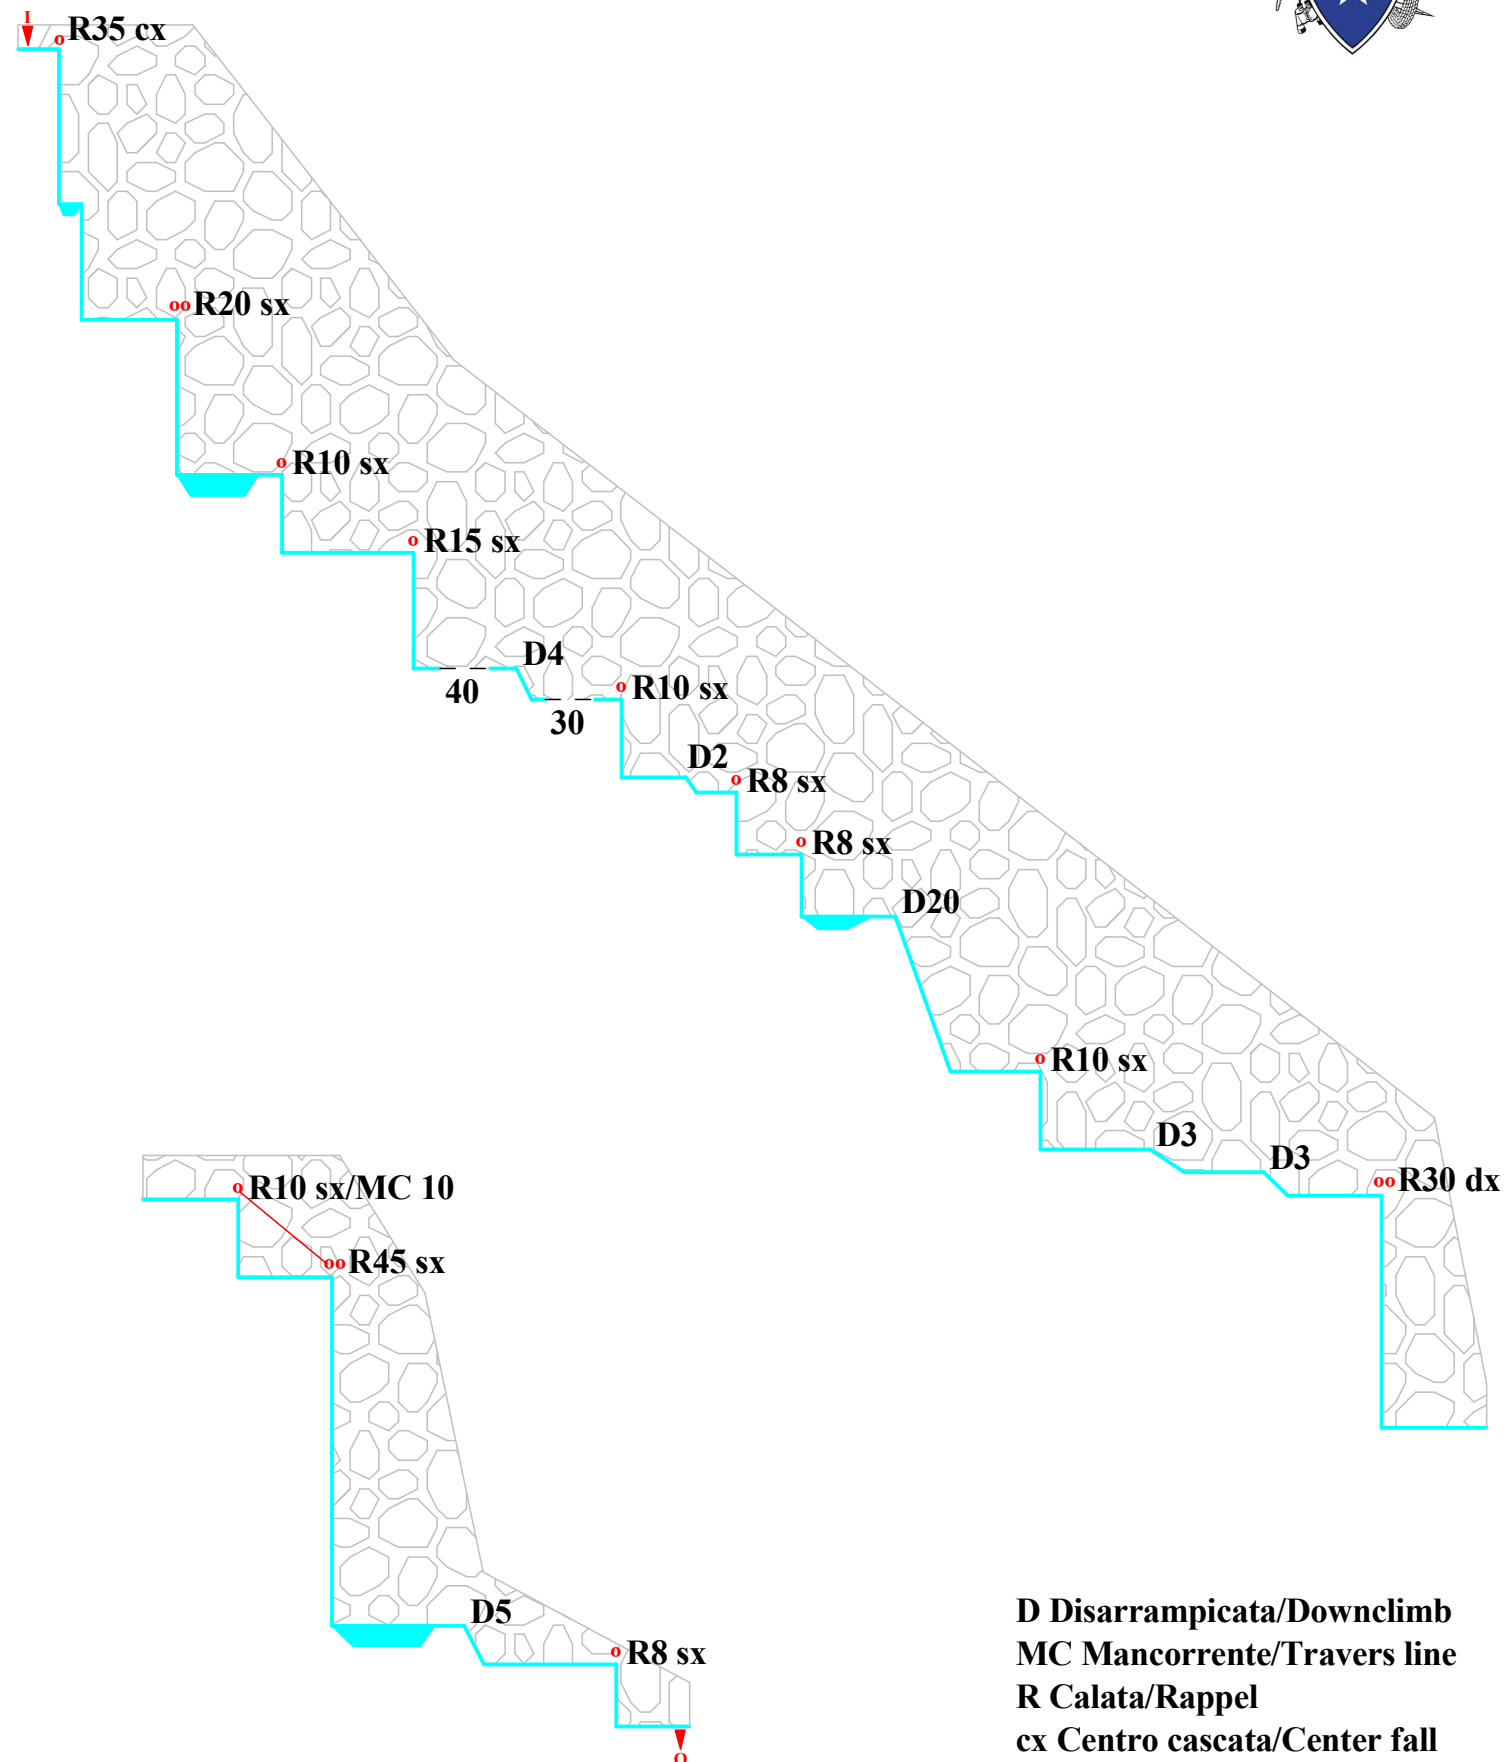 I
R35 cx
R20 sx
R10 sx
R15 sx
D4
40
R10 sx
30
D2
R8 sx
R8 sx
D20
R10 sx
D3
D3
R30 dx
R10 sx/MC 10
R45 sx
D5
R8 sx
O
D Disarrampicata/Downclimb
MC Mancorrente/Travers line
R Calata/Rappel
cx Centro cascata/Center fall